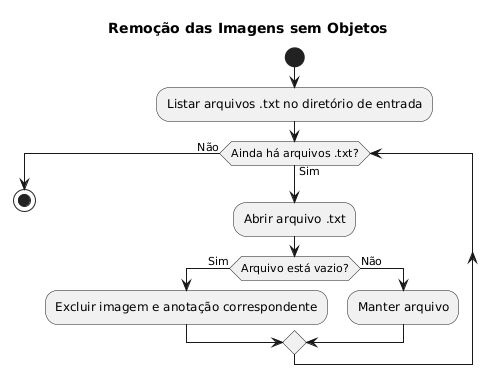 Remoção das Imagens sem Objetos
Listar arquivos .txt no diretório de entrada
Não
Ainda há arquivos .txt?
Sim
Abrir arquivo .txt
Sim
Arquivo está vazio?
Não
Excluir imagem e anotação correspondente
Manter arquivo